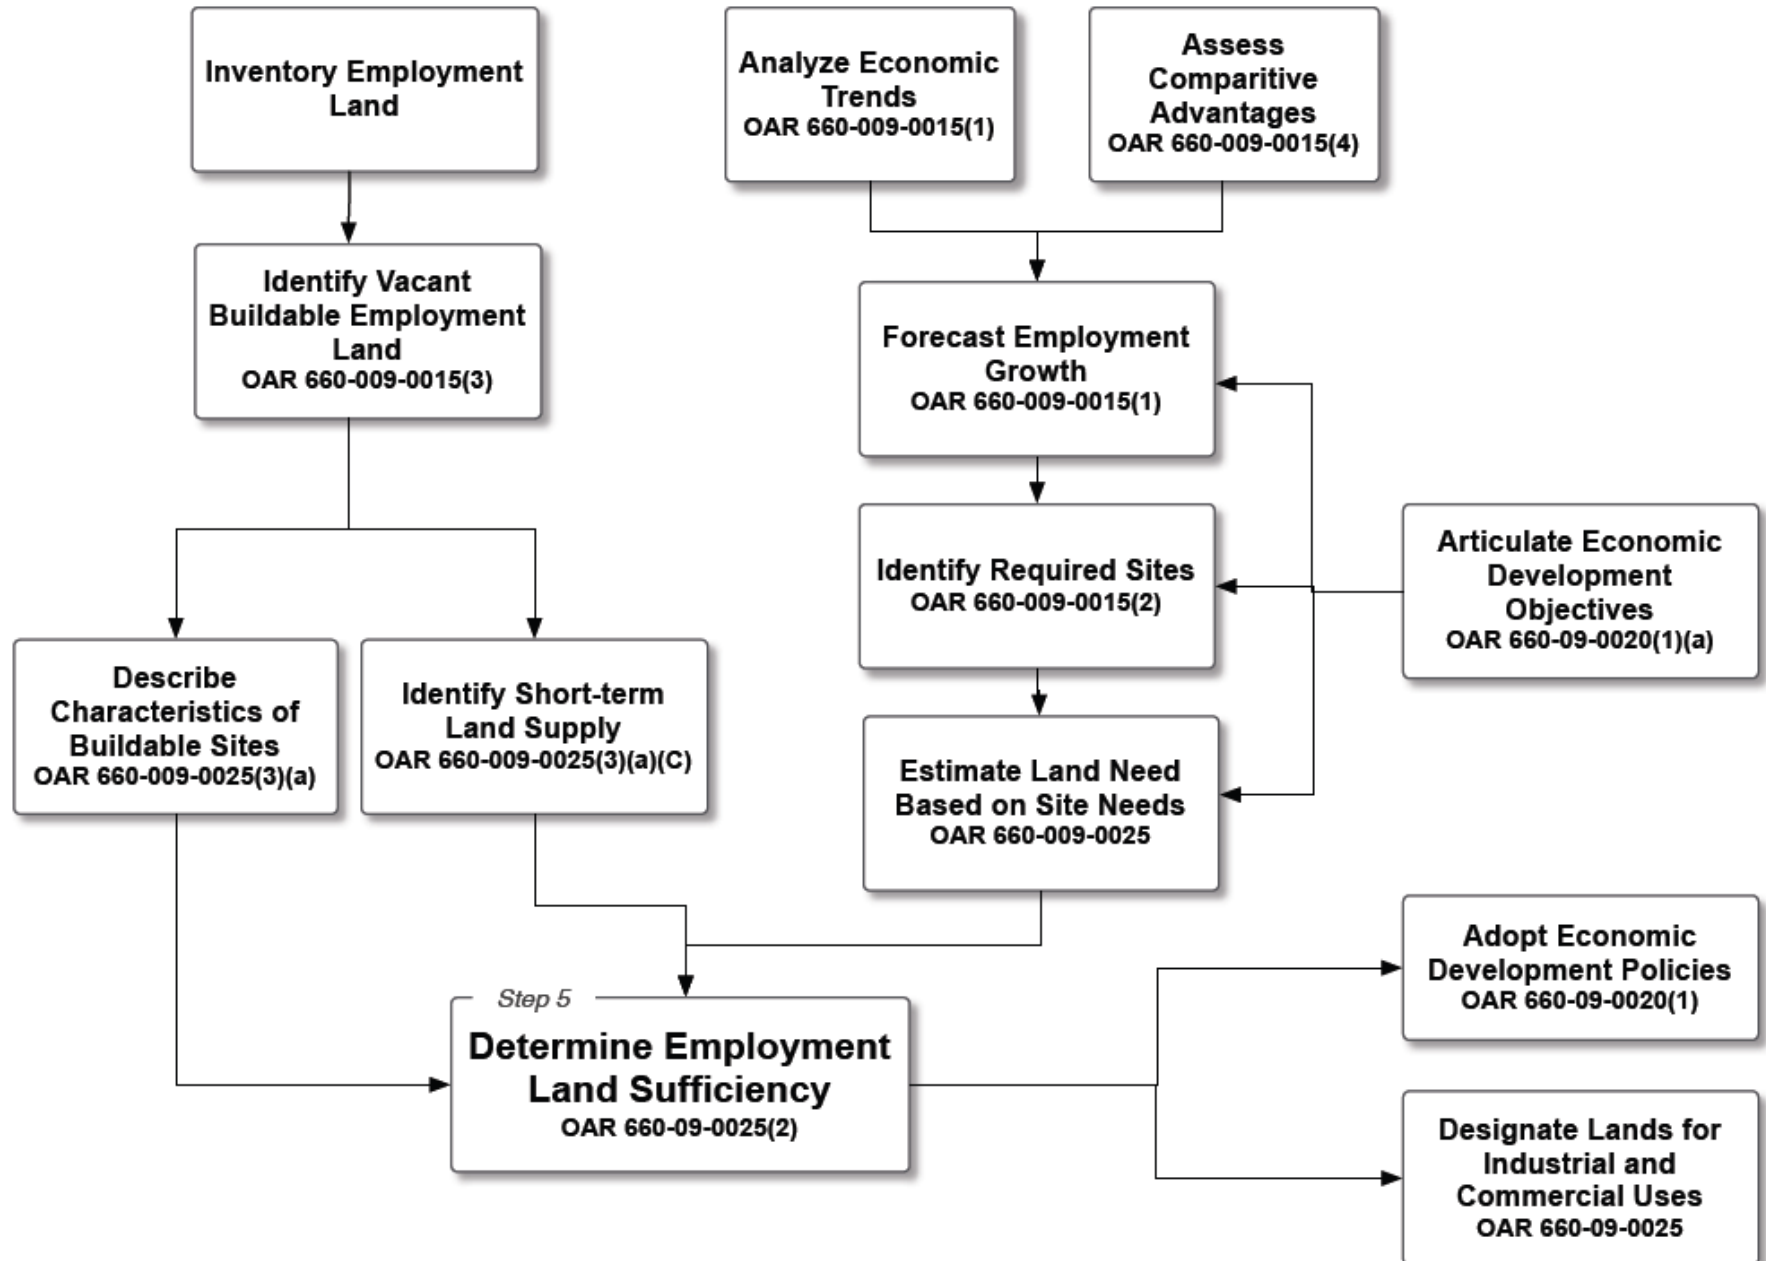 Inventory Employment
Land
Analyze Economic
Trends
OAR 660-009-0015(1)
Assess
Comparitive
Advantages
OAR 660-009-0015(4)
Identify Vacant
Buildable Employment
Land
OAR 660-009-0015(3)
Forecast Employment
Growth
OAR 660-009-0015(1)
Identify Required Sites
OAR 660-009-0015(2)
Articulate Economic
Development
Objectives
OAR 660-09-0020(1)(a)
Describe
Characteristics of
Buildable Sites
OAR 660-009-0025(3)(a)
Identify Short-term
Land Supply
OAR 660-009-0025(3)(a)(C)
Estimate Land Need
Based on Site Needs
OAR 660-009-0025
Step 5
Determine Employment
Land Sufficiency
OAR 660-09-0025(2)
Adopt Economic
Development Policies
OAR 660-09-0020(1)
Designate Lands for
Industrial and
Commercial Uses
OAR 660-09-0025